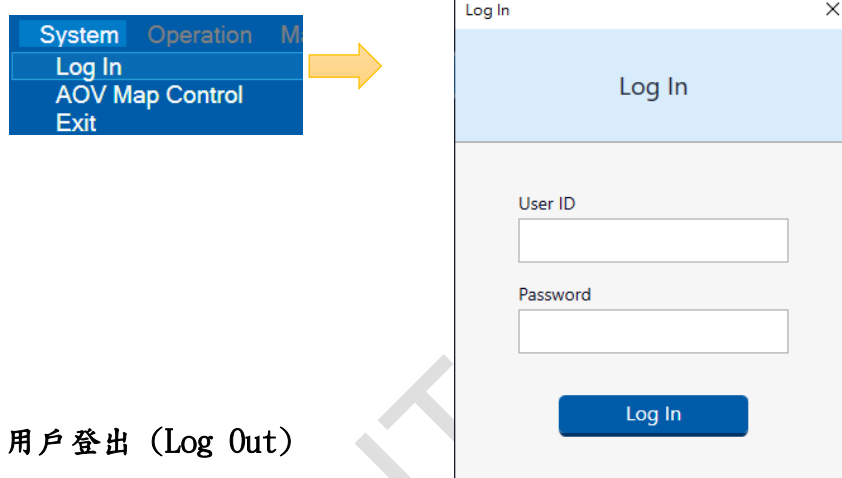 System Operation
Log In
AOV Map Control
Exit
Log In
Log In
User ID
Password
Log In
用戶登出 (Log Out)